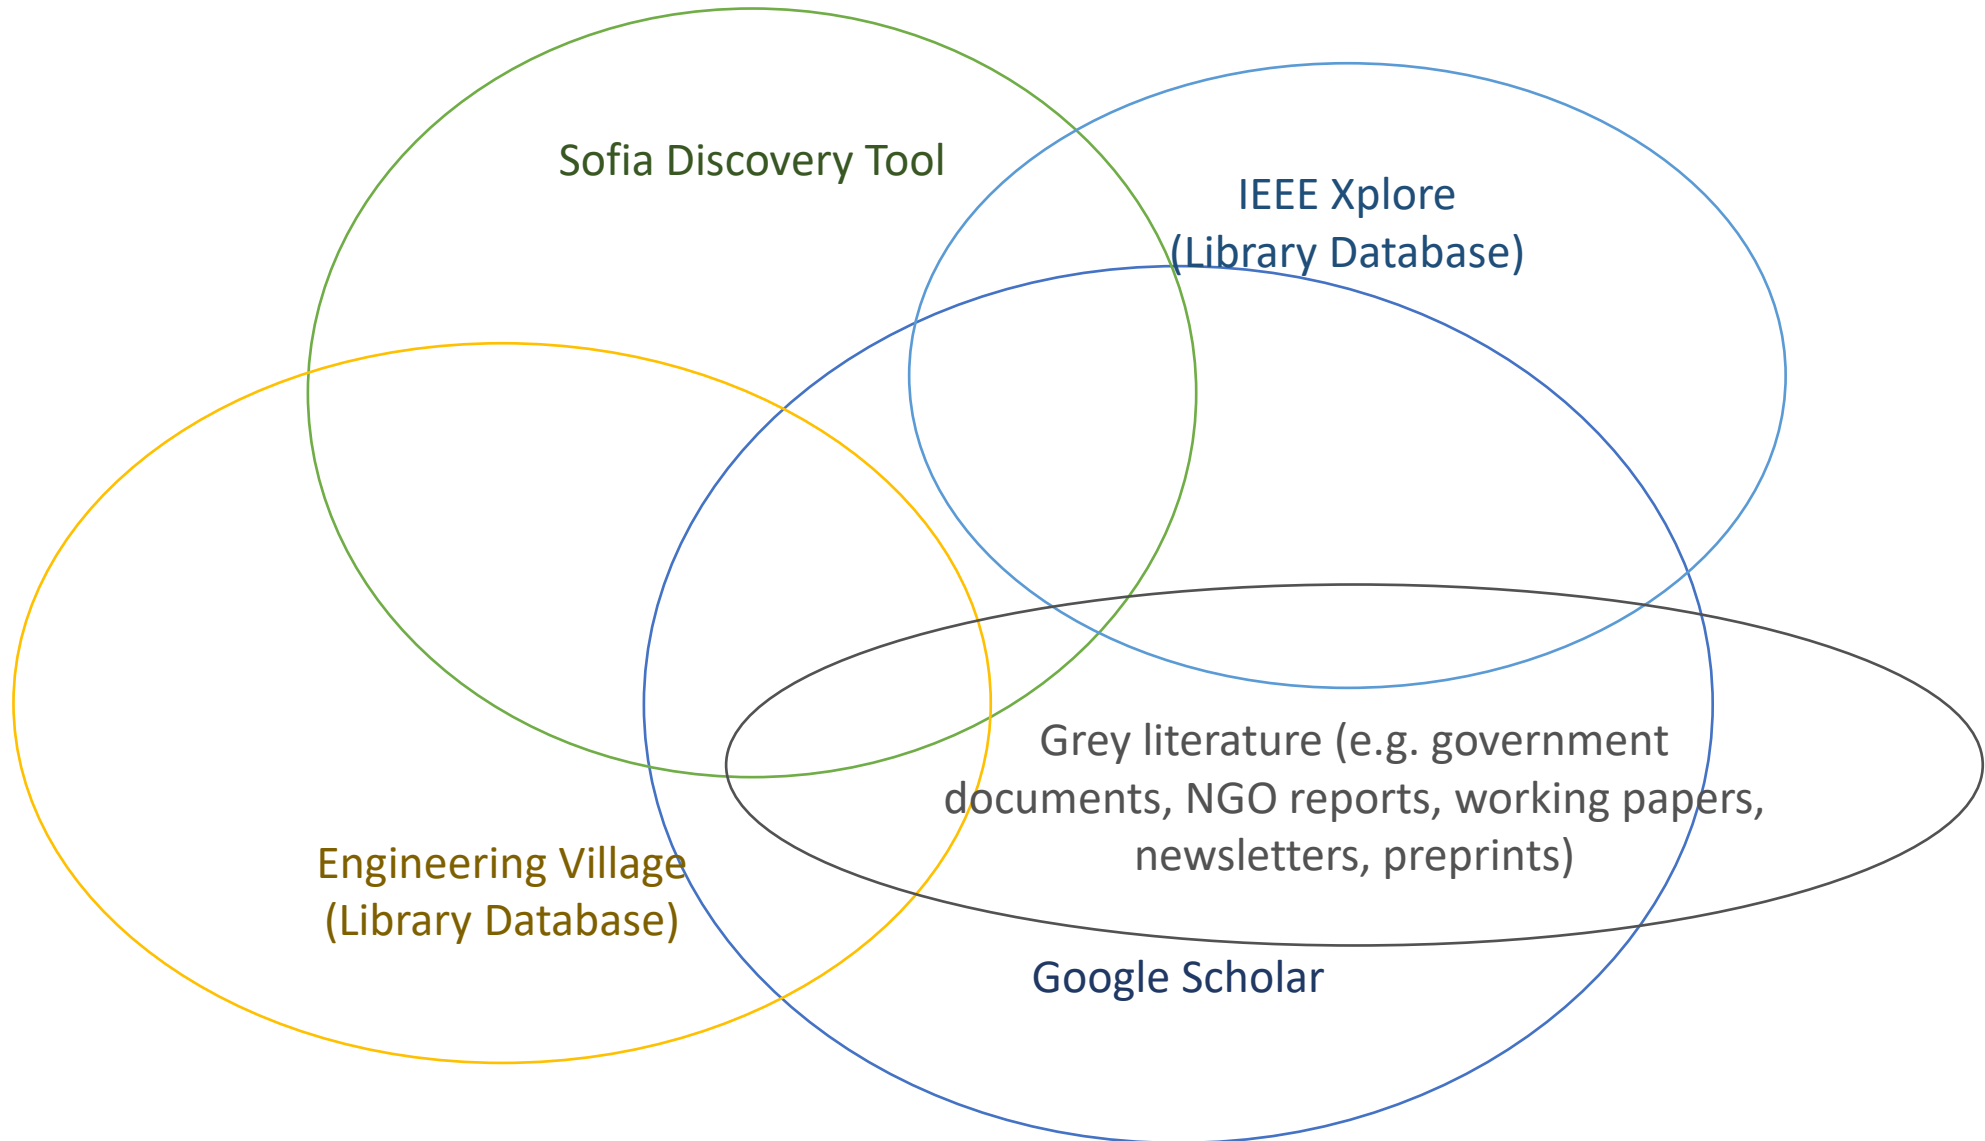 Sofia Discovery Tool
IEEE Xplore
(Library Database)
Grey literature (e.g. government
documents, NGO reports, working papers,
newsletters, preprints)
Engineering Village
(Library Database)
Google Scholar